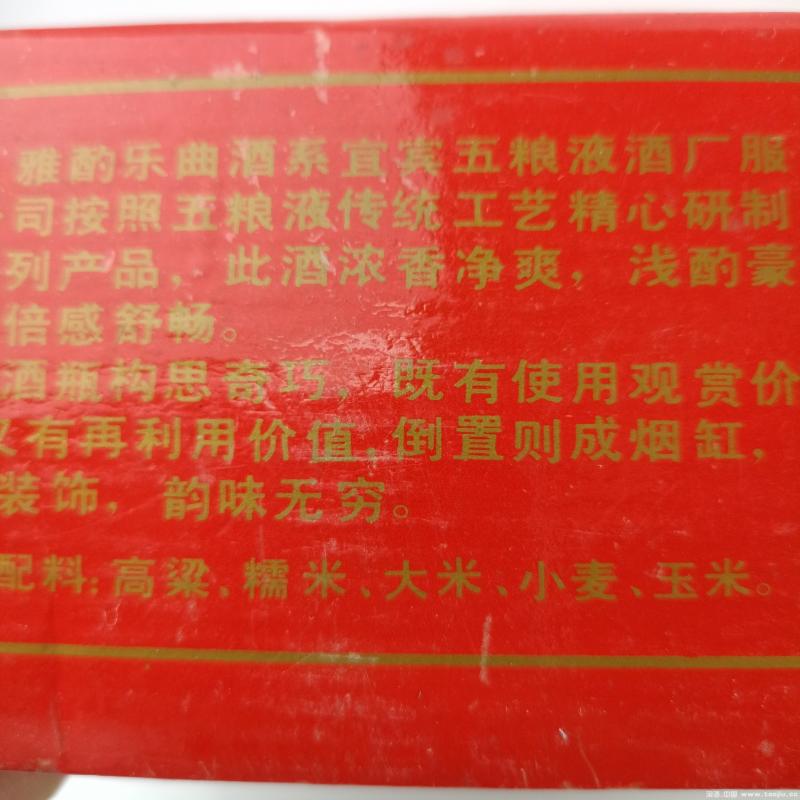 雅酌乐曲酒系宜宾五粮液酒厂服
司按照五粮液传统工艺精心研制
列产品，此酒浓香净爽，浅酌豪
倍感舒畅。
酒瓶构思奇巧，既有使用观赏价
又有再利用价值，倒置则成烟缸，
装饰，韵味无穷。
配料：高粱、糯米、大米、小麦、玉米。